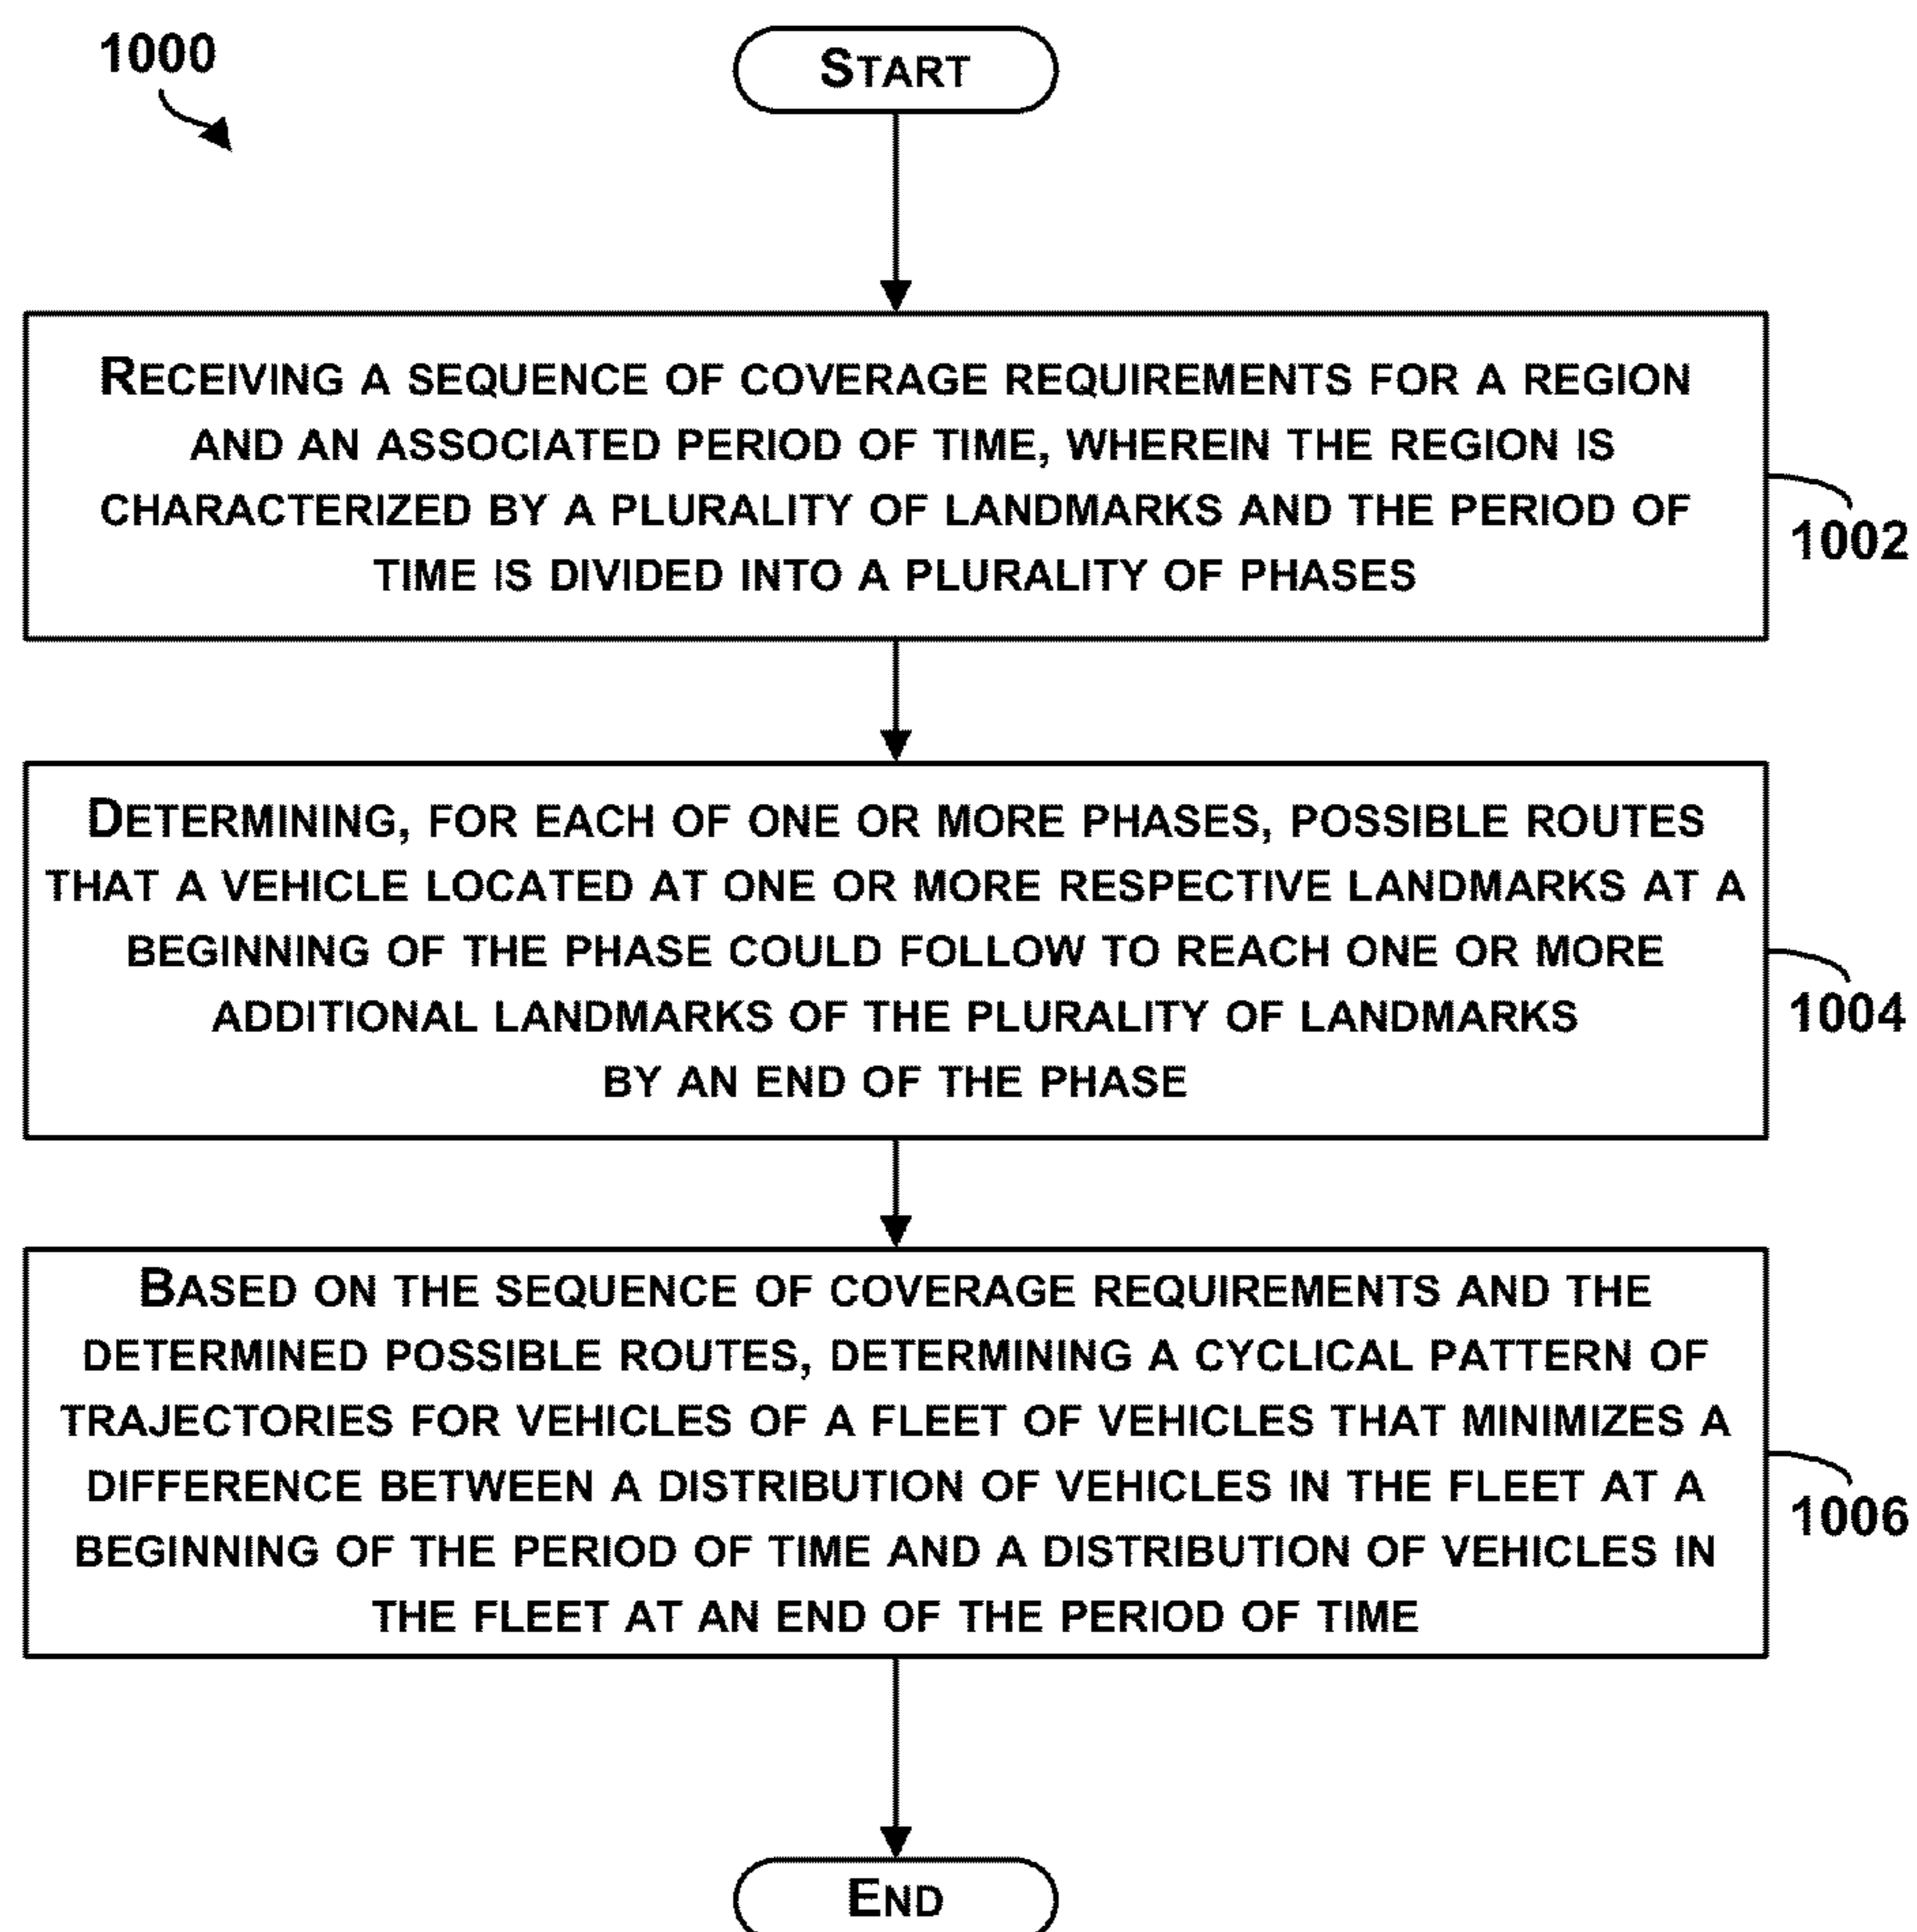 1000
START
RECEIVING A SEQUENCE OF COVERAGE REQUIREMENTS FOR A REGION
AND AN ASSOCIATED PERIOD OF TIME, WHEREIN THE REGION IS
CHARACTERIZED BY A PLURALITY OF LANDMARKS AND THE PERIOD OF
TIME IS DIVIDED INTO A PLURALITY OF PHASES
1002
DETERMINING, FOR EACH OF ONE OR MORE PHASES, POSSIBLE ROUTES
THAT A VEHICLE LOCATED AT ONE OR MORE RESPECTIVE LANDMARKS AT A
BEGINNING OF THE PHASE COULD FOLLOW TO REACH ONE OR MORE
ADDITIONAL LANDMARKS OF THE PLURALITY OF LANDMARKS
BY AN END OF THE PHASE
1004
BASED ON THE SEQUENCE OF COVERAGE REQUIREMENTS AND THE
DETERMINED POSSIBLE ROUTES, DETERMINING A CYCLICAL PATTERN OF
TRAJECTORIES FOR VEHICLES OF A FLEET OF VEHICLES THAT MINIMIZES A
DIFFERENCE BETWEEN A DISTRIBUTION OF VEHICLES IN THE FLEET AT A
BEGINNING OF THE PERIOD OF TIME AND A DISTRIBUTION OF VEHICLES IN
THE FLEET AT AN END OF THE PERIOD OF TIME
1006
END